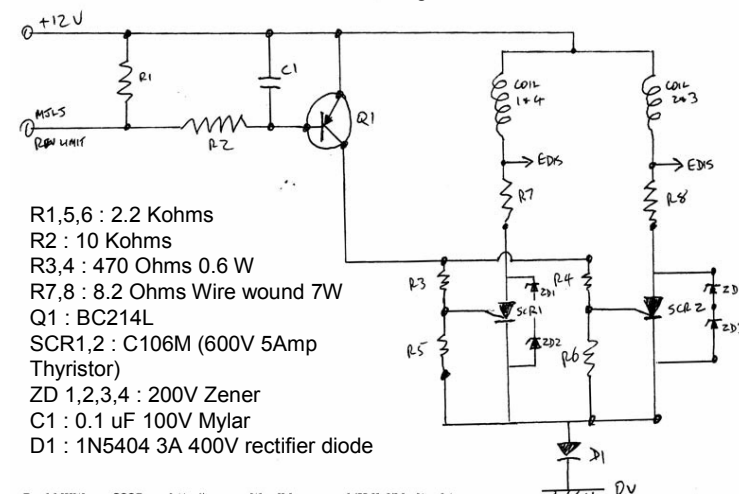 +12V
R1
C1
Q1
MJLS
REV LIMIT
R2
COIL
1+4
COIL
2+3
EDIS
EDIS
R7
R8
R3
R4
ZD1
SCR1
ZD2
SCR2
R5
R6
D1
0V
R1,5,6 : 2.2 Kohms
R2 : 10 Kohms
R3,4 : 470 Ohms 0.6 W
R7,8 : 8.2 Ohms Wire wound 7W
Q1 : BC214L
SCR1,2 : C106M (600V 5Amp
Thyristor)
ZD 1,2,3,4 : 200V Zener
C1 : 0.1 uF 100V Mylar
D1 : 1N5404 3A 400V rectifier diode